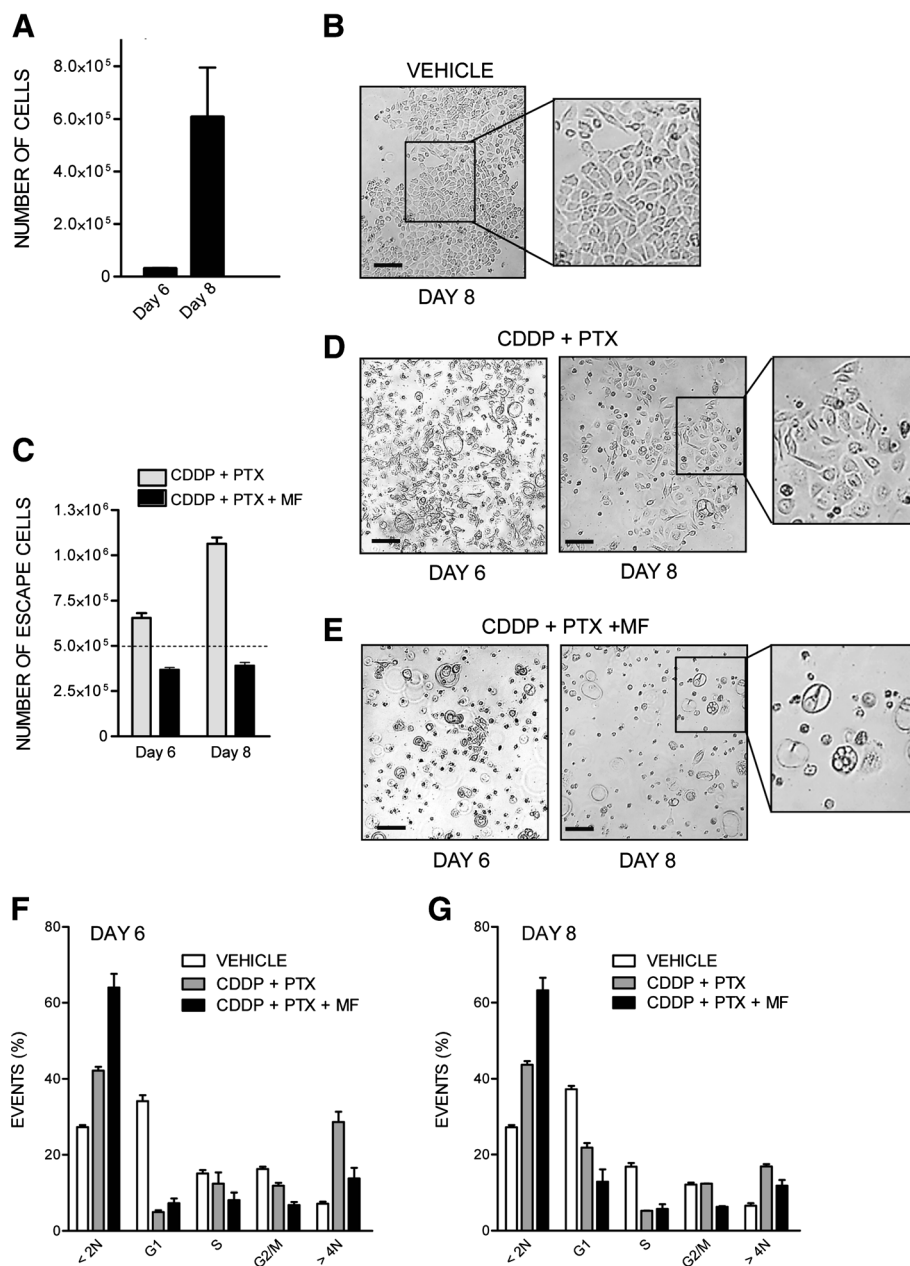 A
NUMBER OF CELLS
8.0x10⁵
6.0x10⁵
4.0x10⁵
2.0x10⁵
0
Day 6
Day 8
B
VEHICLE
DAY 8
C
CDDP + PTX
CDDP + PTX + MF
NUMBER OF ESCAPE CELLS
1.3x10⁶
1.0x10⁶
7.5x10⁵
5.0x10⁵
2.5x10⁵
0
Day 6
Day 8
D
CDDP + PTX
DAY 6
DAY 8
E
CDDP + PTX +MF
DAY 6
DAY 8
F
DAY 6
VEHICLE
CDDP + PTX
CDDP + PTX + MF
EVENTS (%)
80
60
40
20
0
< 2N
G1
S
G2/M
> 4N
G
DAY 8
VEHICLE
CDDP + PTX
CDDP + PTX + MF
EVENTS (%)
80
60
40
20
0
< 2N
G1
S
G2/M
> 4N